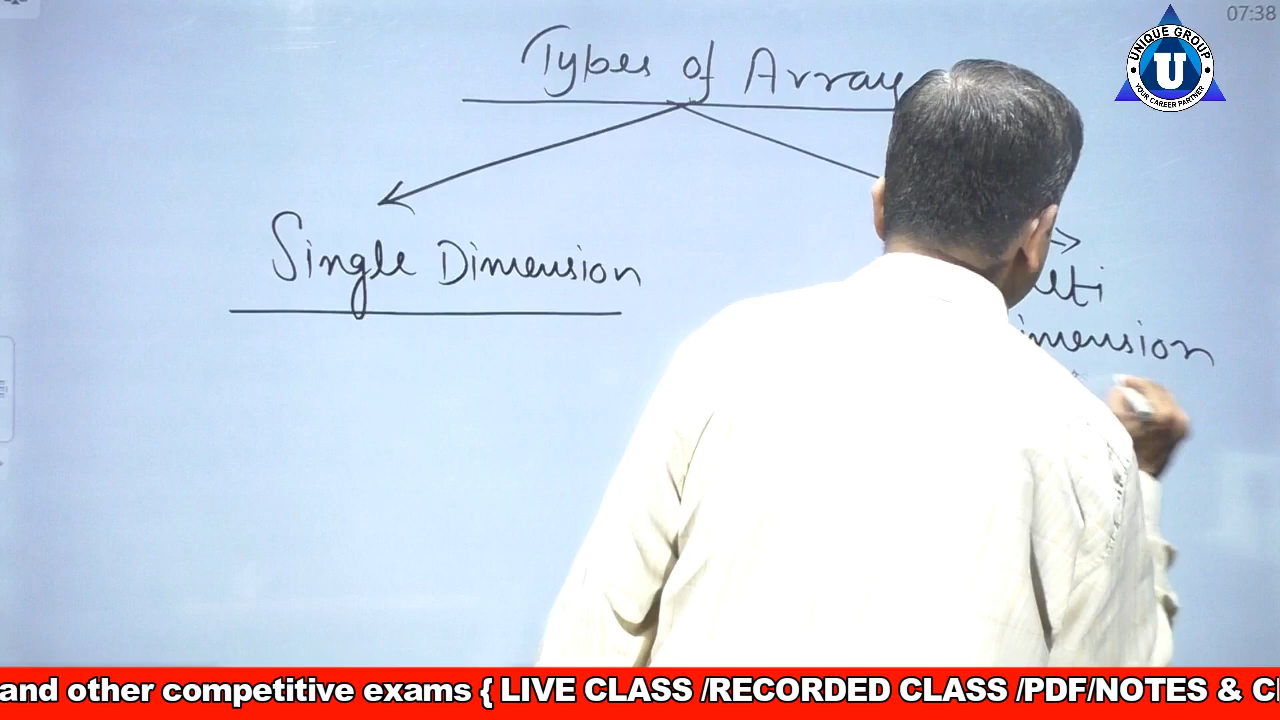 07:38
UNIQUE GROUP
U
YOUR CAREER PARTNER
Types of Array
Single Dimension
and other competitive exams { LIVE CLASS /RECORDED CLASS /PDF/NOTES &